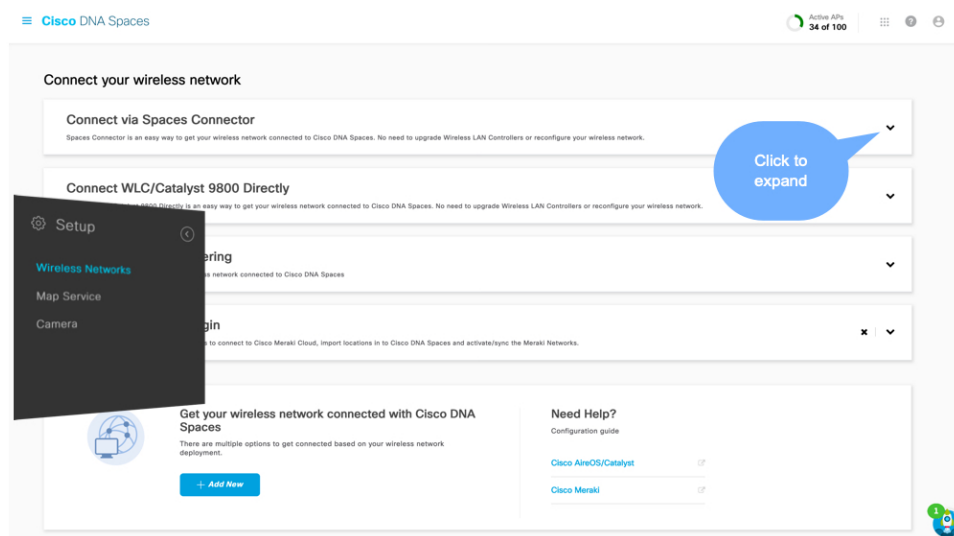 Cisco DNA Spaces
Active APs
34 of 100
Connect your wireless network
Connect via Spaces Connector
Spaces Connector is an easy way to get your wireless network connected to Cisco DNA Spaces. No need to upgrade Wireless LAN Controllers or reconfigure your wireless network.
Click to
expand
Connect WLC/Catalyst 9800 Directly
9800 Directly is an easy way to get your wireless network connected to Cisco DNA Spaces. No need to upgrade Wireless LAN Controllers or reconfigure your wireless network.
Setup
Wireless Networks
Map Service
Camera
ering
network connected to Cisco DNA Spaces
gin
to connect to Cisco Meraki Cloud, import locations in to Cisco DNA Spaces and activate/sync the Meraki Networks.
Get your wireless network connected with Cisco DNA
Spaces
There are multiple options to get connected based on your wireless network
deployment.
+ Add New
Need Help?
Configuration guide
Cisco AireOS/Catalyst
Cisco Meraki
1